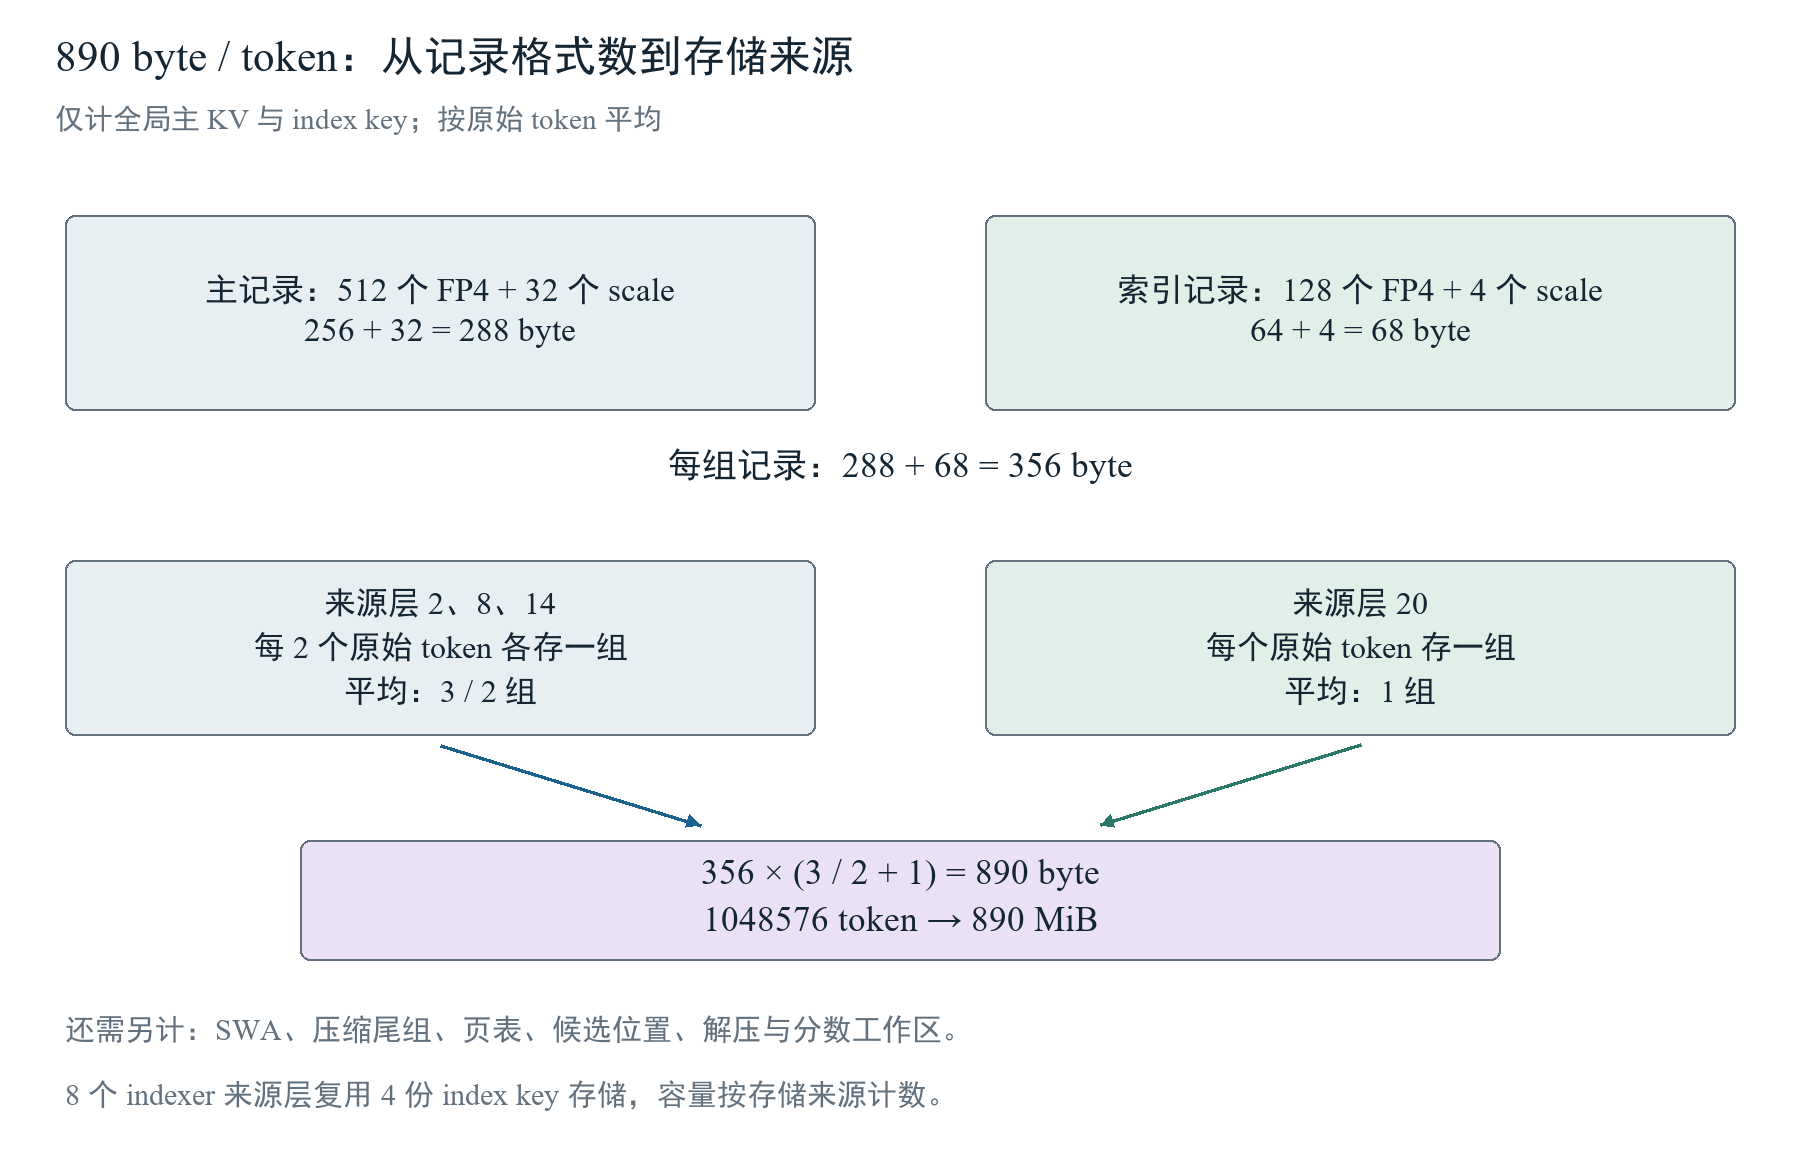 890 byte / token：从记录格式数到存储来源
仅计全局主 KV 与 index key；按原始 token 平均
主记录：512 个 FP4 + 32 个 scale
256 + 32 = 288 byte
索引记录：128 个 FP4 + 4 个 scale
64 + 4 = 68 byte
每组记录：288 + 68 = 356 byte
来源层 2、8、14
每 2 个原始 token 各存一组
平均：3 / 2 组
来源层 20
每个原始 token 存一组
平均：1 组
356 × (3 / 2 + 1) = 890 byte
1048576 token → 890 MiB
还需另计：SWA、压缩尾组、页表、候选位置、解压与分数工作区。
8 个 indexer 来源层复用 4 份 index key 存储，容量按存储来源计数。